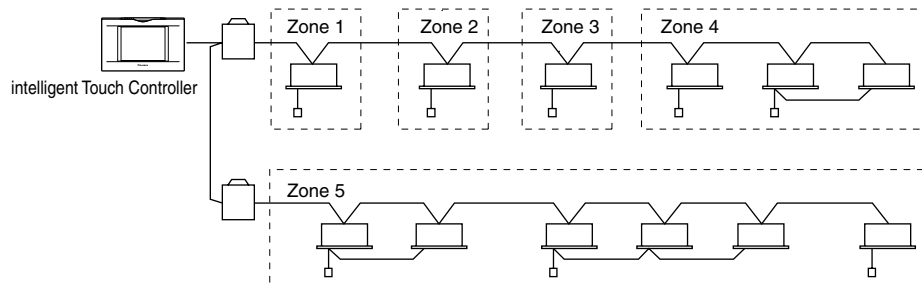 Zone 1
Zone 2
Zone 3
Zone 4
intelligent Touch Controller
Zone 5